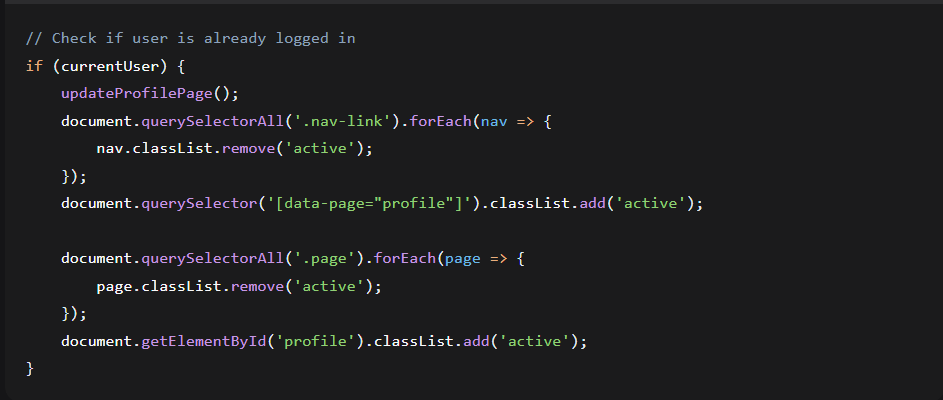 // Check if user is already logged in
if (currentUser) {
    updateProfilePage();
    document.querySelectorAll('.nav-link').forEach(nav => {
        nav.classList.remove('active');
    });
    document.querySelector('[data-page="profile"]').classList.add('active');

    document.querySelectorAll('.page').forEach(page => {
        page.classList.remove('active');
    });
    document.getElementById('profile').classList.add('active');
}